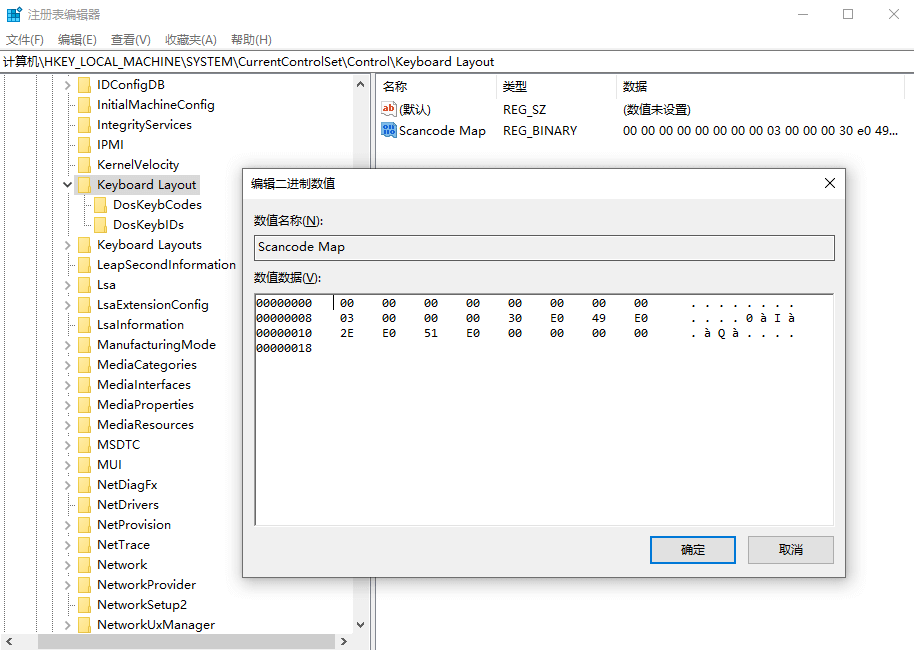 注册表编辑器
文件(F) 编辑(E) 查看(V) 收藏夹(A) 帮助(H)
计算机\HKEY_LOCAL_MACHINE\SYSTEM\CurrentControlSet\Control\Keyboard Layout
IDConfigDB
InitialMachineConfig
IntegrityServices
IPMI
KernelVelocity
Keyboard Layout
DosKeybCodes
DosKeybIDs
Keyboard Layouts
LeapSecondInformation
Lsa
LsaExtensionConfig
LsaInformation
ManufacturingMode
MediaCategories
MediaInterfaces
MediaProperties
MediaResources
MSDTC
MUI
NetDiagFx
NetDrivers
NetProvision
NetTrace
Network
NetworkProvider
NetworkSetup2
NetworkUxManager
名称 类型 数据
ab (默认) REG_SZ (数值未设置)
Scancode Map REG_BINARY 00 00 00 00 00 00 00 00 03 00 00 00 30 e0 49...
编辑二进制数值
数值名称(N):
Scancode Map
数值数据(V):
00000000 00 00 00 00 00 00 00 00 . . . . . . . .
00000008 03 00 00 00 30 E0 49 E0 . . . . 0 à I à
00000010 2E E0 51 E0 00 00 00 00 . à Q à . . . .
00000018
确定 取消